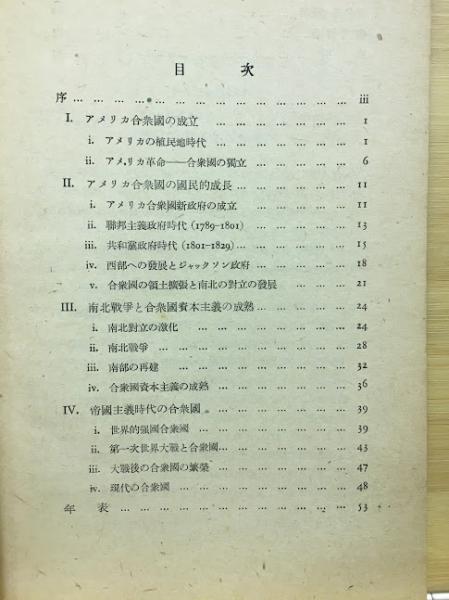 目 次
序 … … … … … … … … … … … … … … iii
I. アメリカ合衆國の成立 … … … … … … … 1
i. アメリカの植民地時代 … … … … … … … 1
ii. アメリカ革命——合衆國の獨立 … … … … … 6
II. アメリカ合衆國の國民的成長 … … … … … … 11
i. アメリカ合衆國新政府の成立 … … … … … 11
ii. 聯邦主義政府時代 (1789-1801) … … … … … 13
iii. 共和黨政府時代 (1801-1829) … … … … … 15
iv. 西部への發展とジャックソン政府 … … … … 18
v. 合衆國の領土擴張と南北の對立の發展 … … … 21
III. 南北戰爭と合衆國資本主義の成熟 … … … … … 24
i. 南北對立の激化 … … … … … … … … 24
ii. 南北戰爭 … … … … … … … … … 28
iii. 南部の再建 … … … … … … … … … 32
iv. 合衆國資本主義の成熟 … … … … … … … 36
IV. 帝國主義時代の合衆國 … … … … … … … 39
i. 世界的强國合衆國 … … … … … … … … 39
ii. 第一次世界大戰と合衆國 … … … … … … … 43
iii. 大戰後の合衆國の繁榮 … … … … … … … 47
iv. 現代の合衆國 … … … … … … … … … 48
年 表 … … … … … … … … … … … … 53